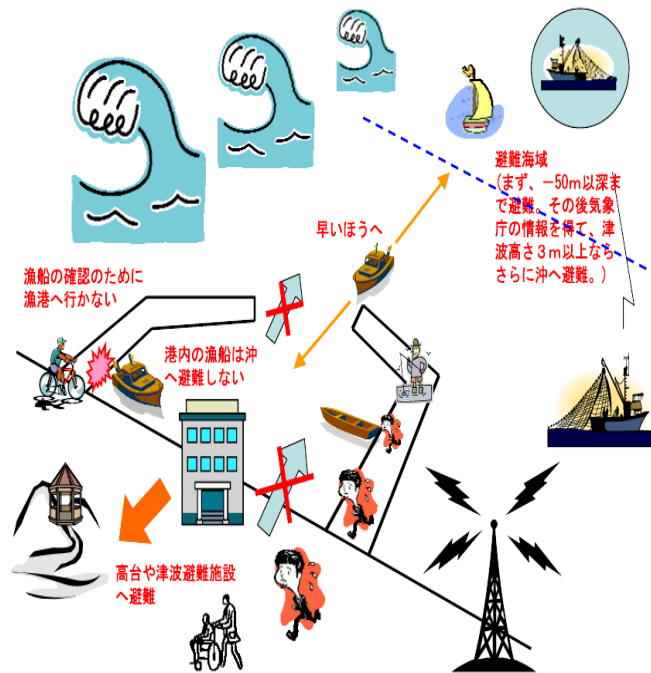 避難海域
(まず、－50ｍ以深ま
で避難。その後気象
庁の情報を得て、津
波高さ３ｍ以上なら
さらに沖へ避難。)
早いほうへ
漁船の確認のために
漁港へ行かない
港内の漁船は沖
へ避難しない
高台や津波避難施設
へ避難